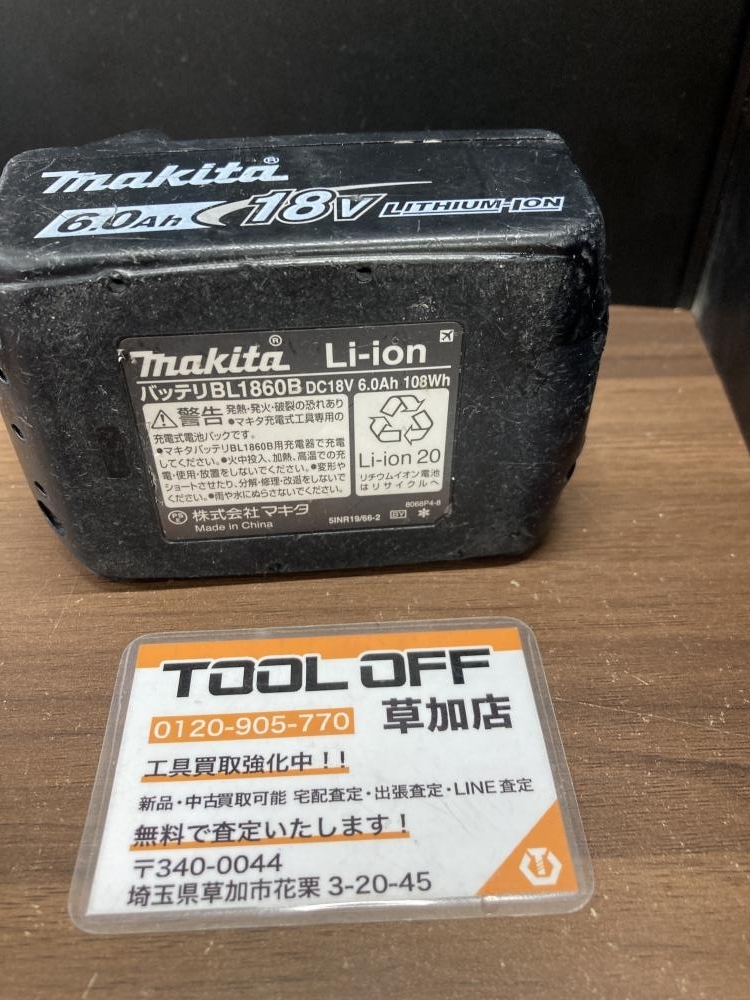 makita®
6.0Ah 18V LITHIUM-ION
makita® Li-ion
バッテリBL1860B DC18V 6.0Ah 108Wh
警告 発熱・発火・破裂の恐れあり
●マキタ充電式工具専用の
充電式電池パックです。
●マキタバッテリBL1860B用充電器で充電
してください。●火中投入、加熱、高温での充
電・使用・放置をしないでください。●変形や
ショートさせたり、分解・修理・改造をしないで
ください。●雨や水にぬらさないでください。
Li-ion 20
リチウムイオン電池
はリサイクルへ
PS E 株式会社 マキタ
Made in China
5INR19/66-2
8068P4-8
BY
TOOL OFF
0120-905-770 草加店
工具買取強化中!!
新品・中古買取可能 宅配査定・出張査定・LINE査定
無料で査定いたします!
〒340-0044
埼玉県草加市花栗 3-20-45